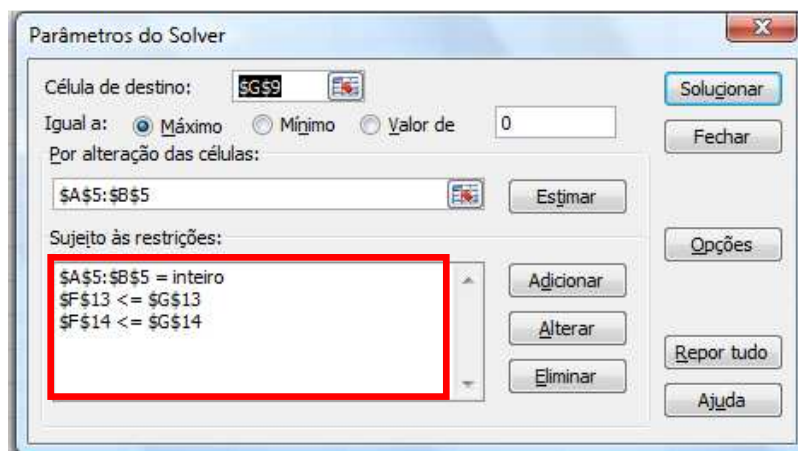 Parâmetros do Solver
Célula de destino: $G$9 Solucionar
Igual a: Máximo Mínimo Valor de 0 Fechar
Por alteração das células:
$A$5:$B$5 Estimar
Sujeito às restrições: Opções
$A$5:$B$5 = inteiro Adicionar
$F$13 <= $G$13
$F$14 <= $G$14 Alterar
Repor tudo
Eliminar
Ajuda